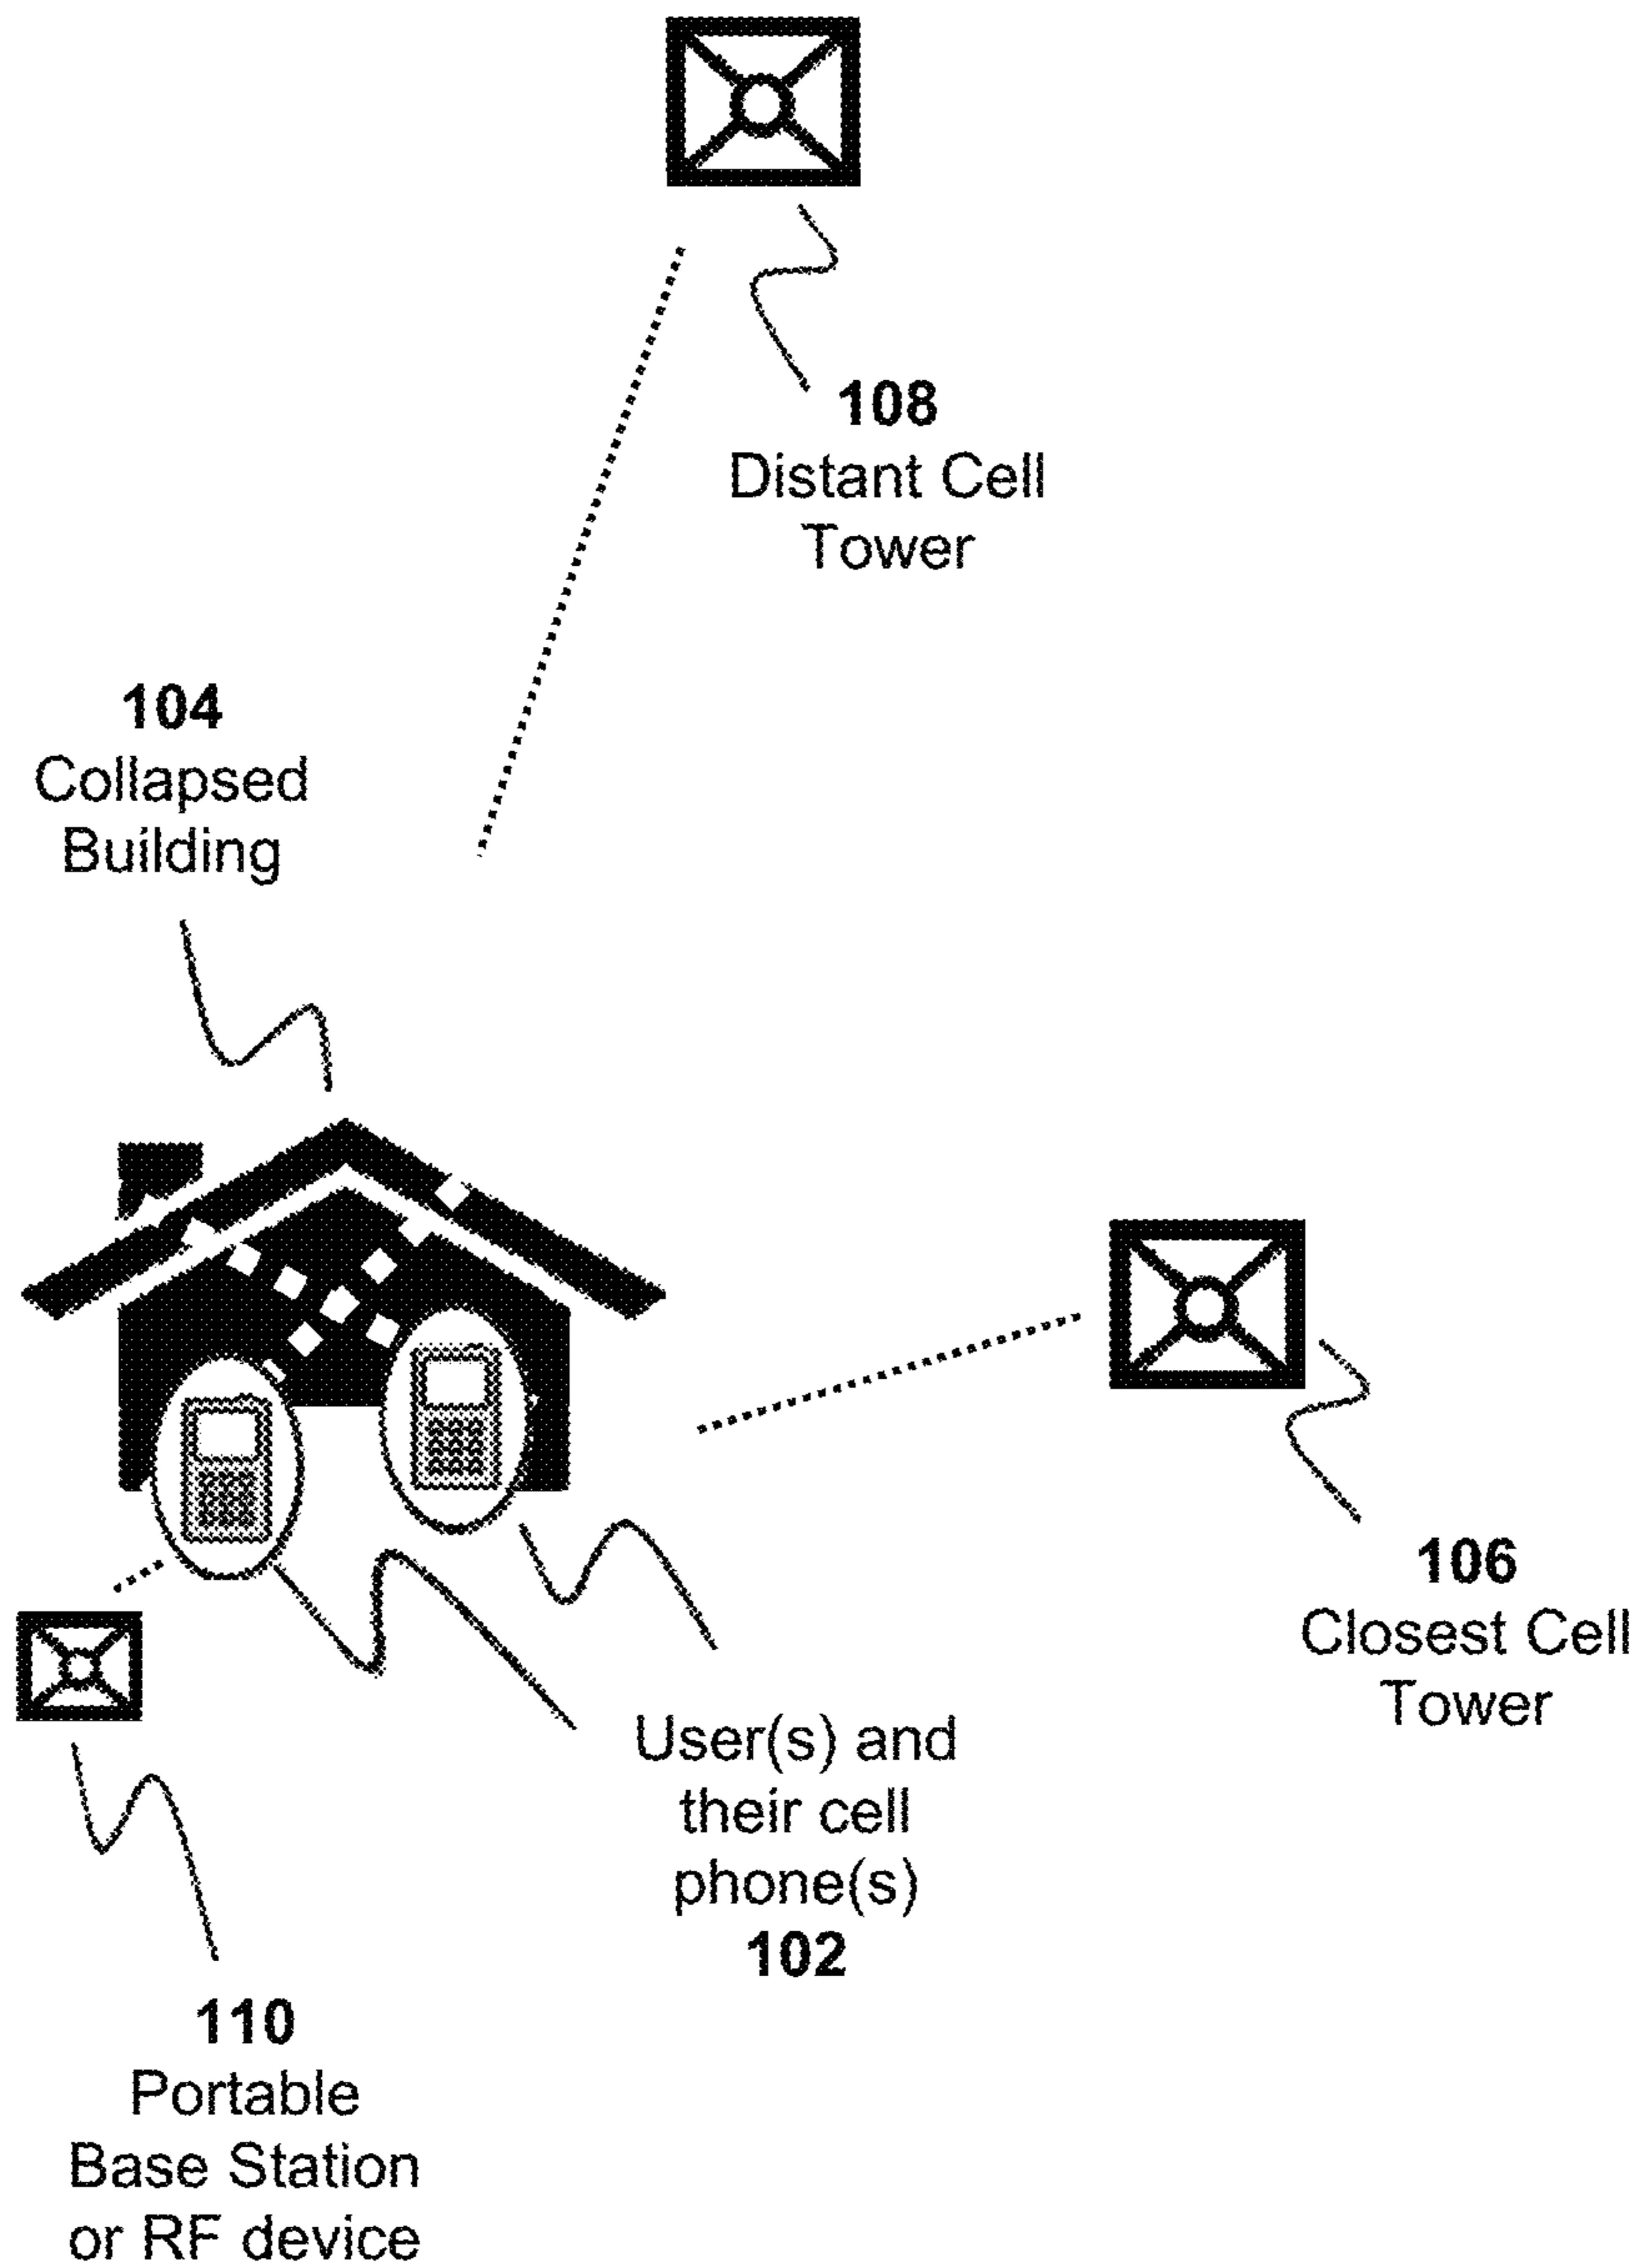 108
Distant Cell
Tower
104
Collapsed
Building
106
Closest Cell
Tower
User(s) and
their cell
phone(s)
102
110
Portable
Base Station
or RF device